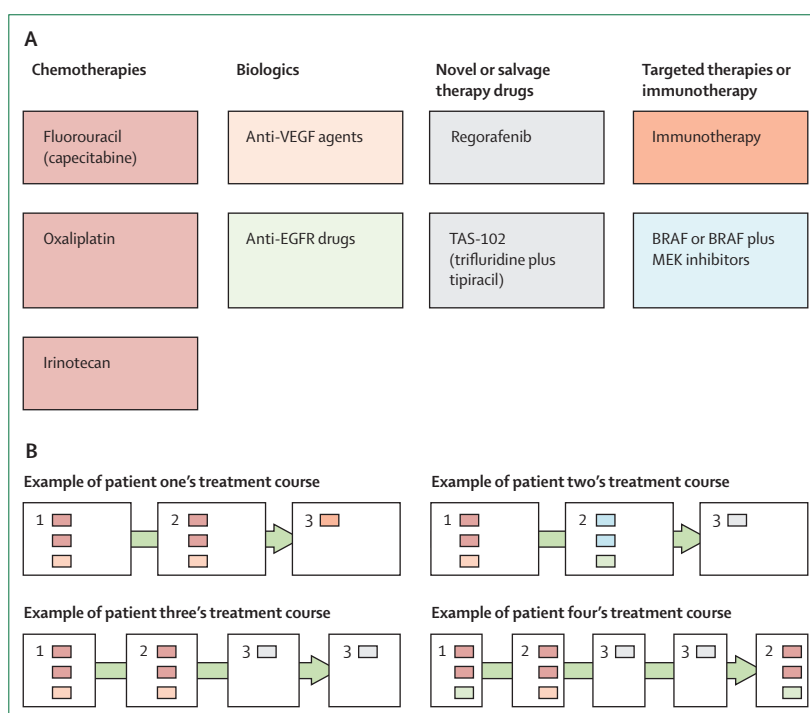 A
Chemotherapies
Biologics
Novel or salvage
therapy drugs
Targeted therapies or
immunotherapy
Fluorouracil
(capecitabine)
Anti-VEGF agents
Regorafenib
Immunotherapy
Oxaliplatin
Anti-EGFR drugs
TAS-102
(trifluridine plus
tipiracil)
BRAF or BRAF plus
MEK inhibitors
Irinotecan
B
Example of patient one's treatment course
1
2
3
Example of patient two's treatment course
1
2
3
Example of patient three's treatment course
1
2
3
3
Example of patient four's treatment course
1
2
3
3
2